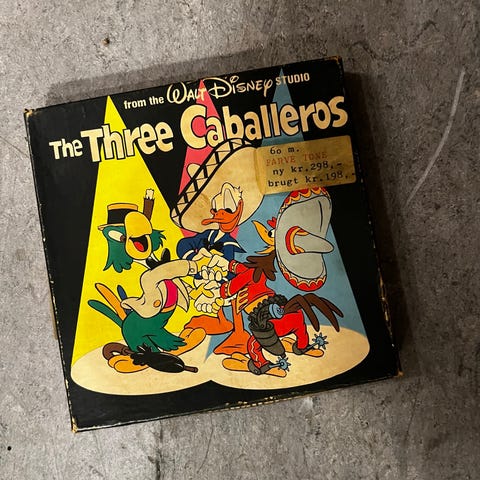 from the WALT DISNEY STUDIO
The Three Caballeros
60 m.
FARVE TONE
ny kr.298,-
brugt kr.198,-